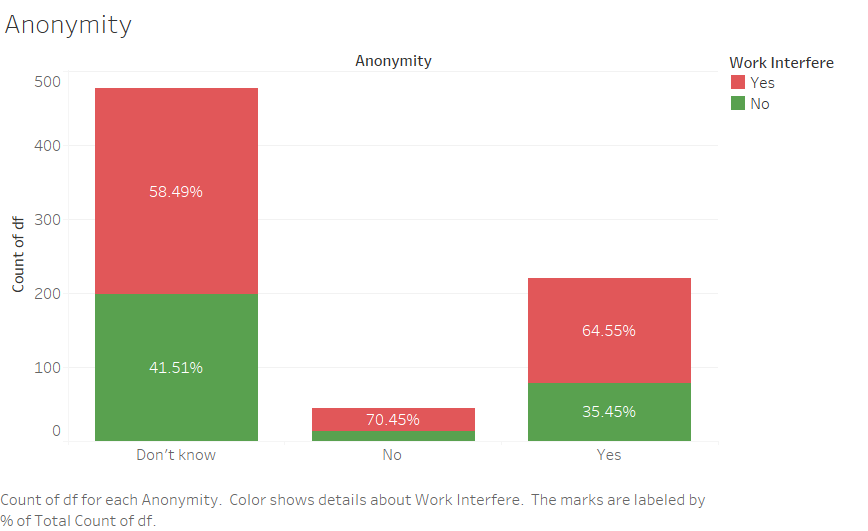 Anonymity
Anonymity
Work Interfere
Yes
No
500
400
300
200
100
0
Count of df
58.49%
41.51%
70.45%
64.55%
35.45%
Don't know
No
Yes
Count of df for each Anonymity.  Color shows details about Work Interfere.  The marks are labeled by
% of Total Count of df.